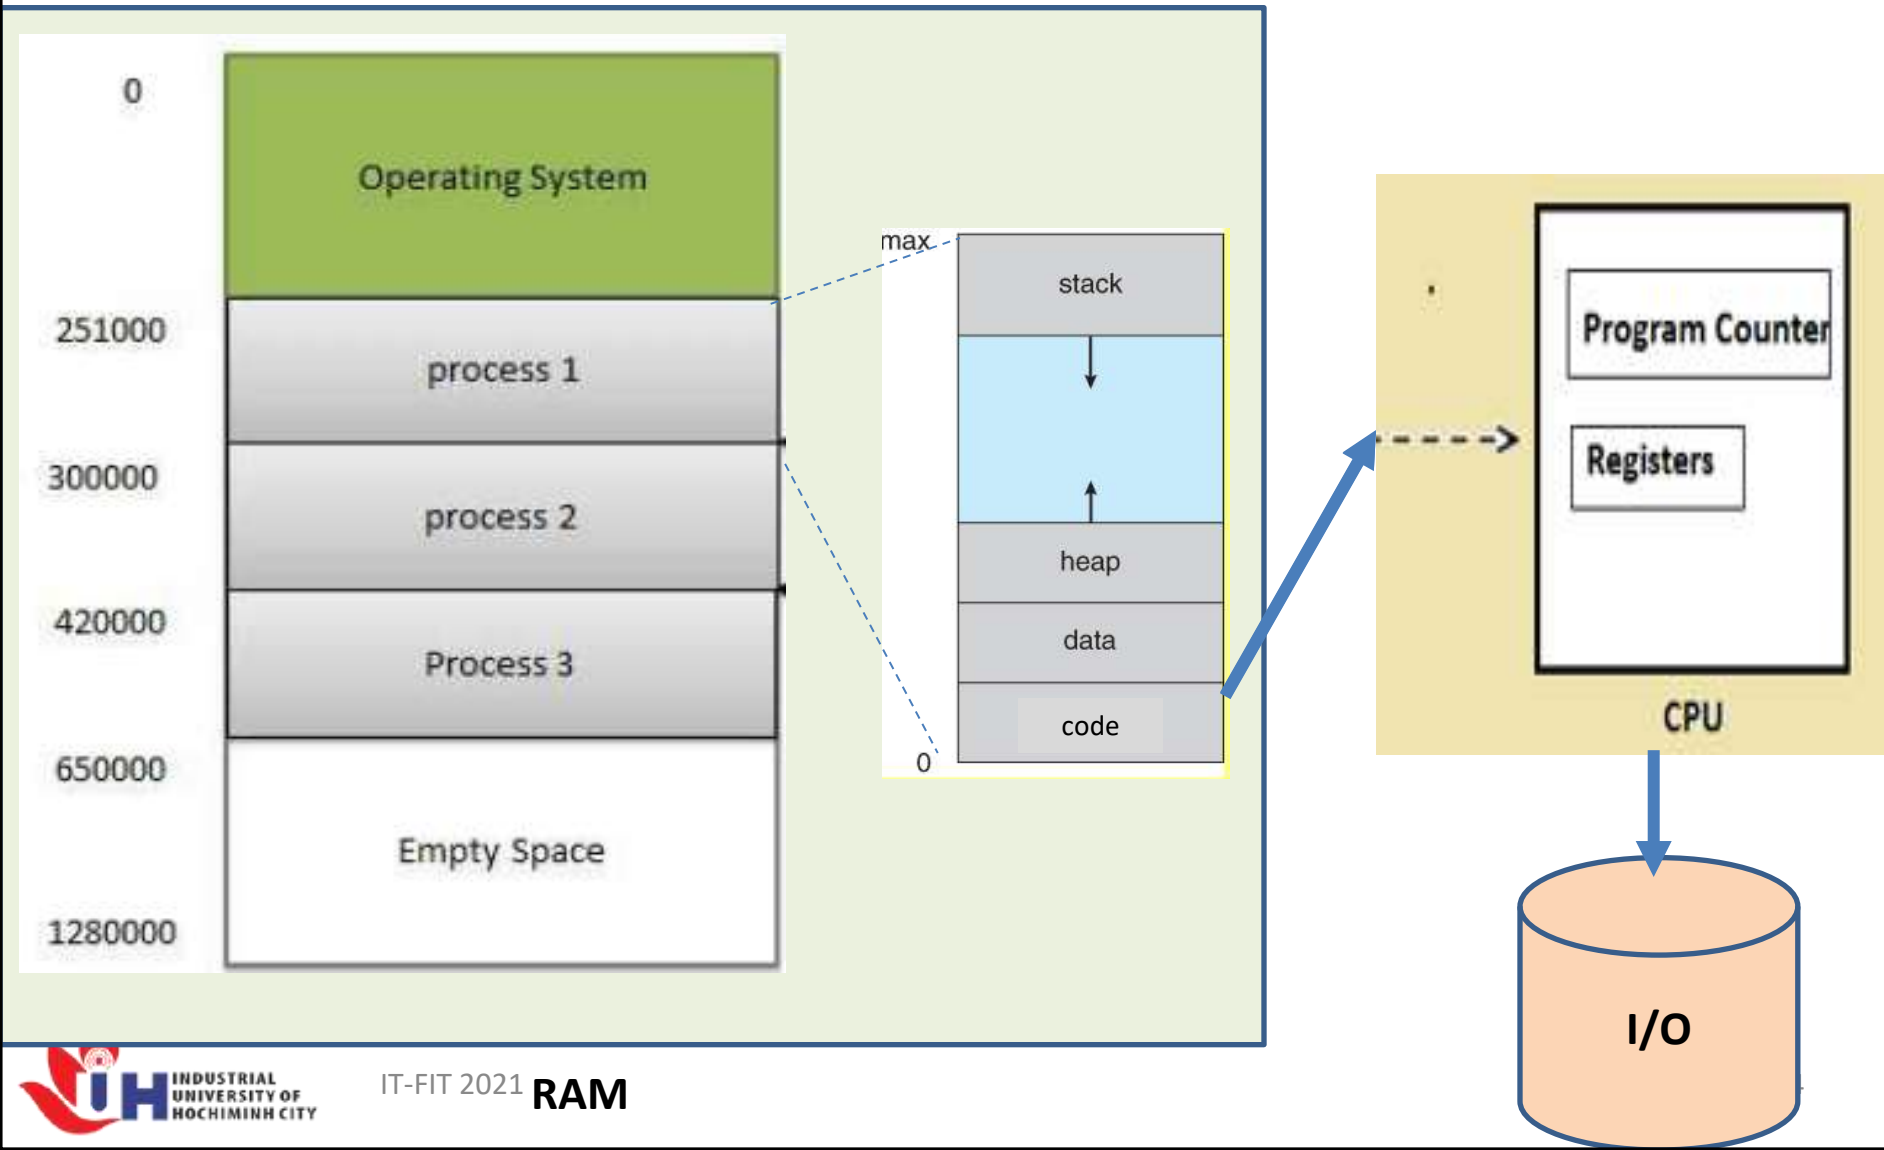 0
Operating System
251000
process 1
300000
process 2
420000
Process 3
650000
Empty Space
1280000
max
stack
heap
data
code
0
Program Counter
Registers
CPU
I/O
INDUSTRIAL
UNIVERSITY OF
HOCHIMINH CITY
IT-FIT 2021
RAM